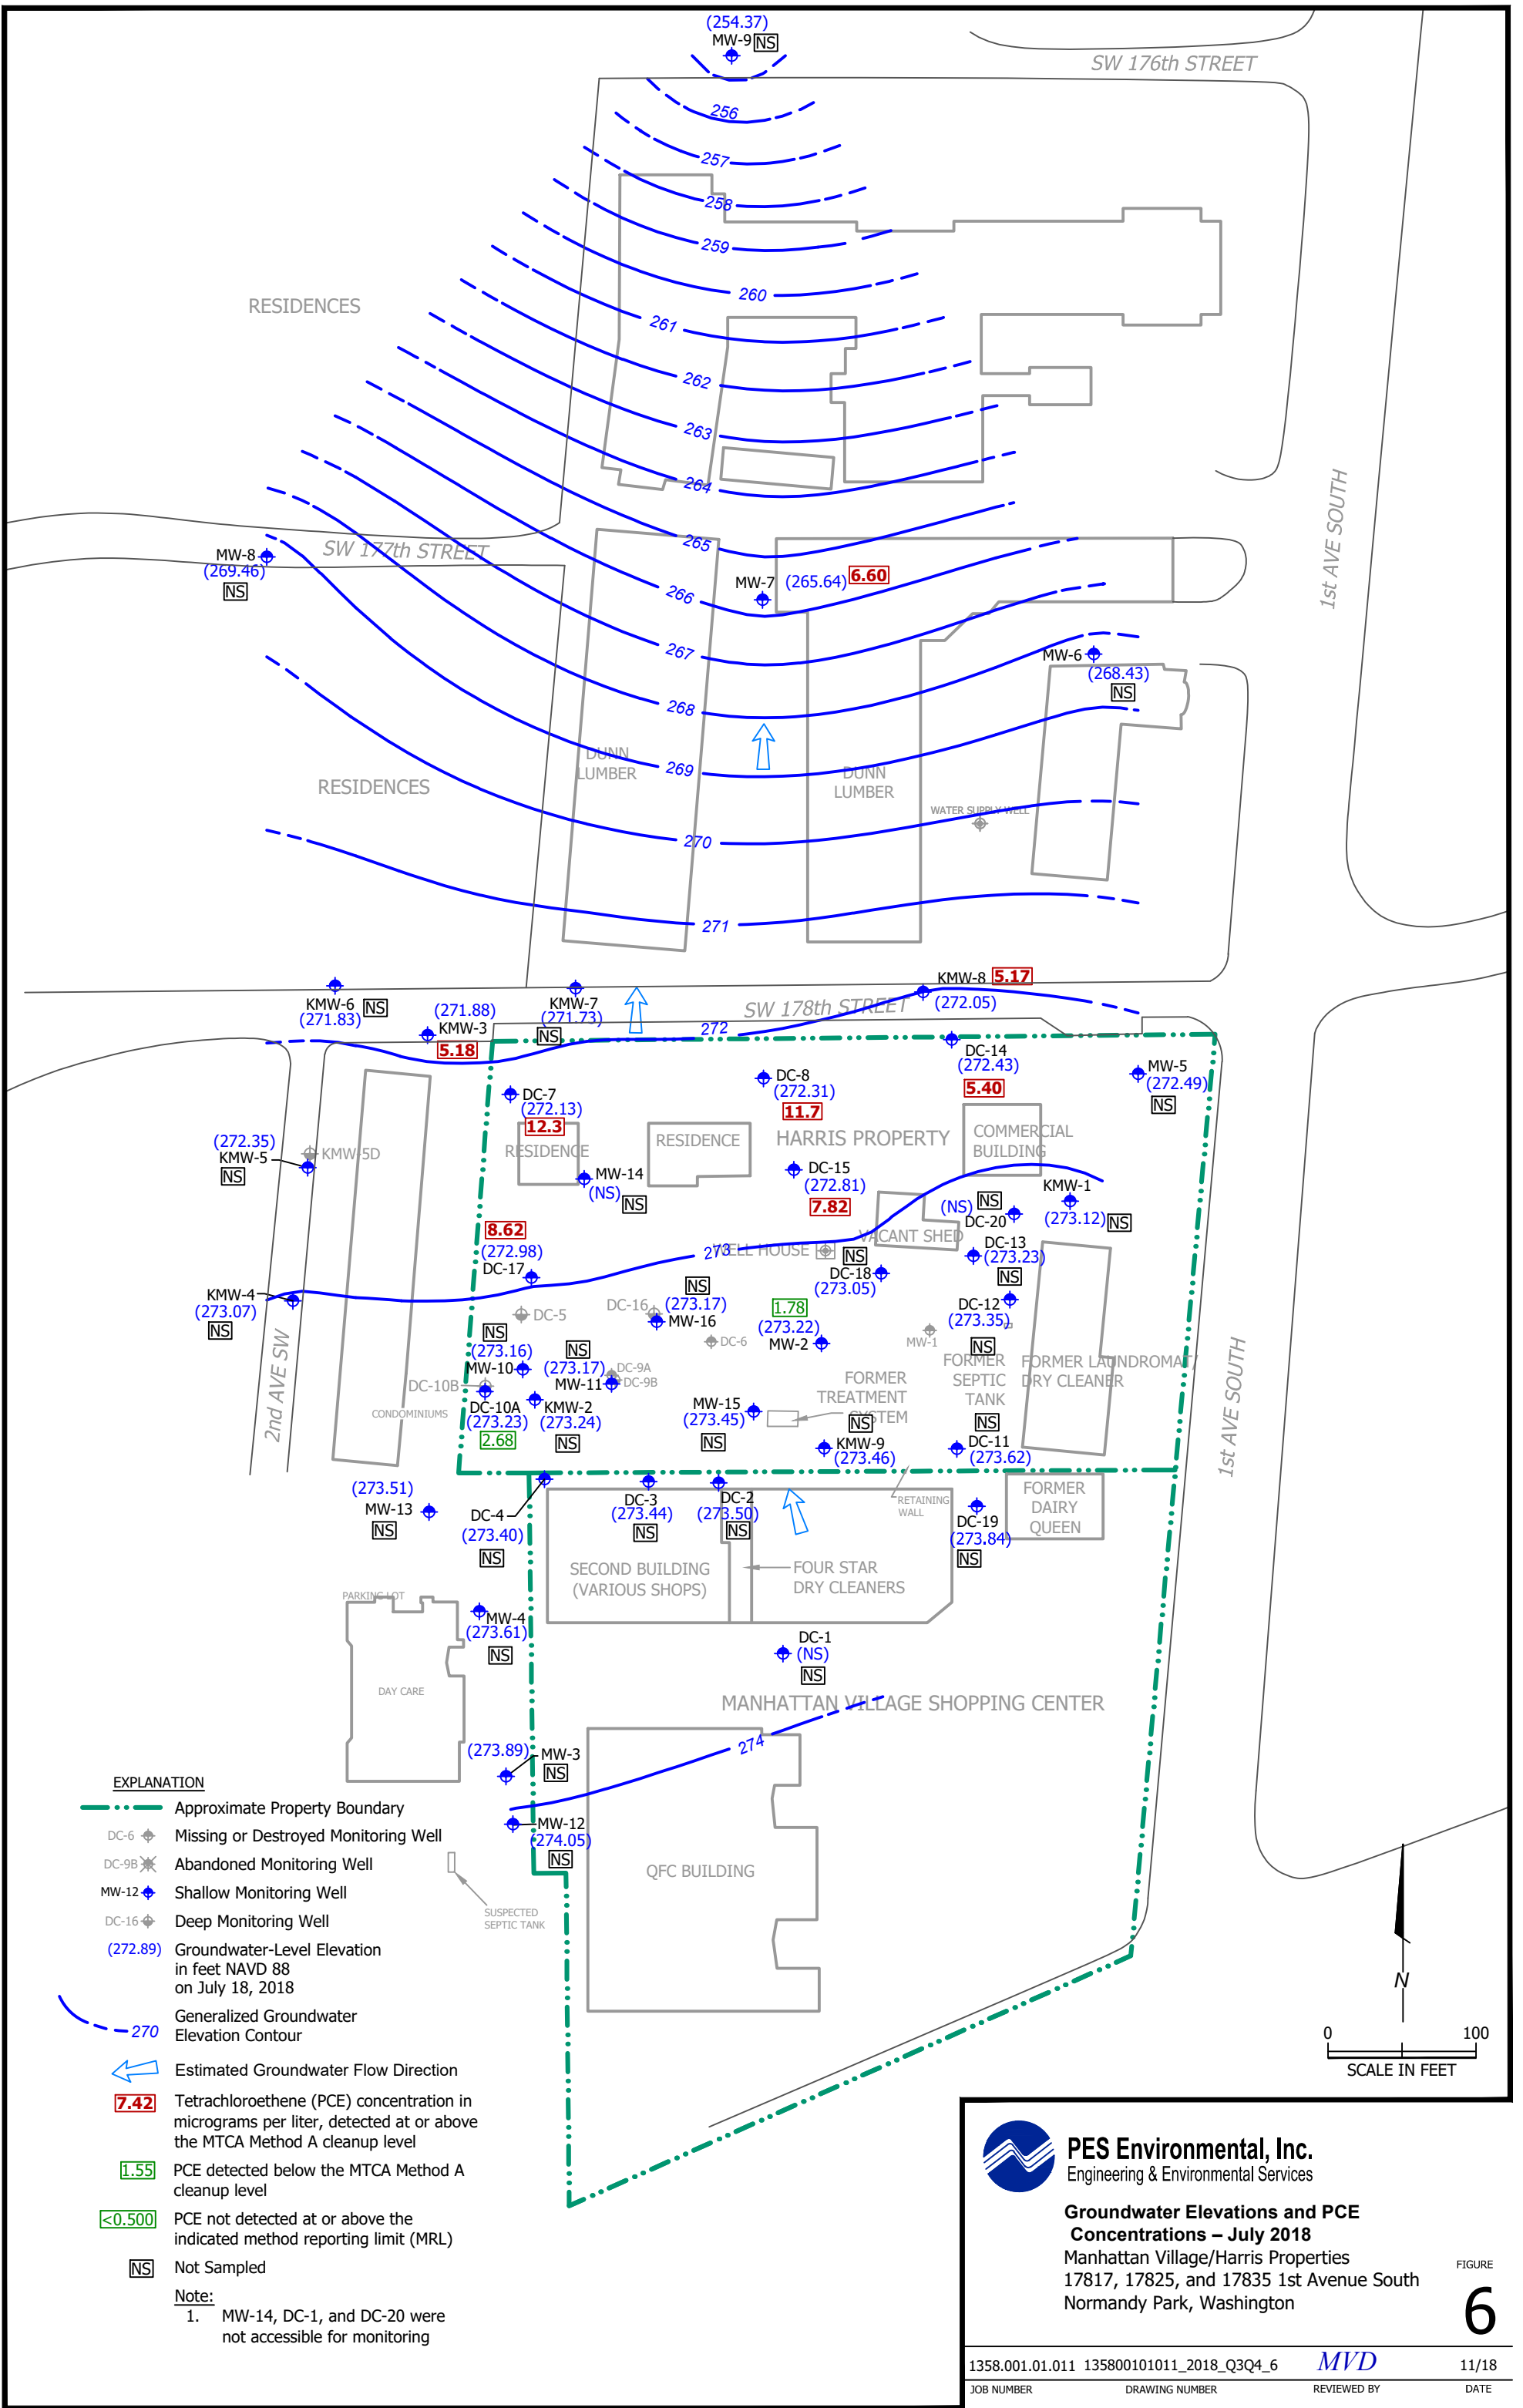 (254.37)
MW-9 NS
SW 176th STREET
256
257
258
259
260
RESIDENCES
261
262
263
264
265
SW 177th STREET
1st AVE SOUTH
MW-8
(269.46)
NS
MW-7 (265.64) 6.60
266
267
MW-6
(268.43)
NS
268
DUNN
LUMBER
269
DUNN
LUMBER
RESIDENCES
WATER SUPPLY WELL
270
271
KMW-6 NS
(271.83)
(271.88)
KMW-3
5.18
KMW-7
(271.73)
NS
KMW-8 5.17
(272.05)
SW 178th STREET
272
DC-14
(272.43)
5.40
MW-5
(272.49)
NS
DC-8
(272.31)
11.7
DC-7
(272.13)
12.3
RESIDENCE
RESIDENCE
HARRIS PROPERTY
COMMERCIAL
BUILDING
(272.35)
KMW-5
NS
KMW-5D
MW-14
(NS)
NS
DC-15
(272.81)
7.82
KMW-1
(273.12) NS
(NS) NS
DC-20
8.62
(272.98)
DC-17
273
WELL HOUSE
VACANT SHED
DC-13
(273.23)
NS
NS
DC-18
(273.05)
KMW-4
(273.07)
NS
2nd AVE SW
DC-5
DC-16
NS
(273.17)
MW-16
1.78
(273.22)
MW-2
DC-12
(273.35)
NS
DC-6
MW-1
NS
(273.16)
MW-10
NS
(273.17)
MW-11
DC-9A
DC-9B
DC-10B
CONDOMINIUMS
DC-10A
(273.23)
2.68
KMW-2
(273.24)
NS
MW-15
(273.45)
NS
FORMER
TREATMENT
SYSTEM
NS
KMW-9
(273.46)
FORMER
SEPTIC
TANK
NS
DC-11
(273.62)
FORMER LAUNDROMAT/
DRY CLEANER
1st AVE SOUTH
(273.51)
MW-13
NS
DC-4
(273.40)
NS
DC-3
(273.44)
NS
DC-2
(273.50)
NS
RETAINING
WALL
DC-19
(273.84)
NS
FORMER
DAIRY
QUEEN
SECOND BUILDING
(VARIOUS SHOPS)
FOUR STAR
DRY CLEANERS
PARKING LOT
MW-4
(273.61)
NS
DAY CARE
DC-1
(NS)
NS
MANHATTAN VILLAGE SHOPPING CENTER
274
(273.89)
MW-3
NS
MW-12
(274.05)
NS
QFC BUILDING
SUSPECTED
SEPTIC TANK
EXPLANATION
Approximate Property Boundary
DC-6 Missing or Destroyed Monitoring Well
DC-9B Abandoned Monitoring Well
MW-12 Shallow Monitoring Well
DC-16 Deep Monitoring Well
(272.89) Groundwater-Level Elevation
in feet NAVD 88
on July 18, 2018
270 Generalized Groundwater
Elevation Contour
Estimated Groundwater Flow Direction
7.42 Tetrachloroethene (PCE) concentration in
micrograms per liter, detected at or above
the MTCA Method A cleanup level
1.55 PCE detected below the MTCA Method A
cleanup level
<0.500 PCE not detected at or above the
indicated method reporting limit (MRL)
NS Not Sampled
Note:
1. MW-14, DC-1, and DC-20 were
not accessible for monitoring
N
0 100
SCALE IN FEET
PES Environmental, Inc.
Engineering & Environmental Services
Groundwater Elevations and PCE
Concentrations – July 2018
Manhattan Village/Harris Properties
17817, 17825, and 17835 1st Avenue South
Normandy Park, Washington
FIGURE
6
1358.001.01.011 135800101011_2018_Q3Q4_6 MVD 11/18
JOB NUMBER DRAWING NUMBER REVIEWED BY DATE